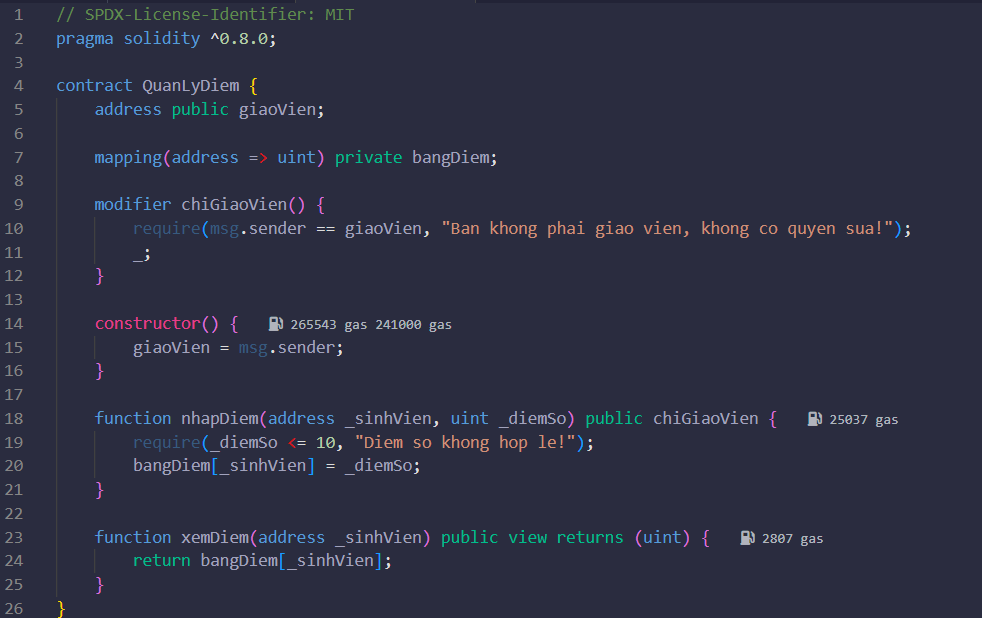 1 // SPDX-License-Identifier: MIT
2 pragma solidity ^0.8.0;
3
4 contract QuanLyDiem {
5     address public giaoVien;
6
7     mapping(address => uint) private bangDiem;
8
9     modifier chiGiaoVien() {
10         require(msg.sender == giaoVien, "Ban khong phai giao vien, khong co quyen sua!");
11         _;
12     }
13
14     constructor() { 265543 gas 241000 gas
15         giaoVien = msg.sender;
16     }
17
18     function nhapDiem(address _sinhVien, uint _diemSo) public chiGiaoVien { 25037 gas
19         require(_diemSo <= 10, "Diem so khong hop le!");
20         bangDiem[_sinhVien] = _diemSo;
21     }
22
23     function xemDiem(address _sinhVien) public view returns (uint) { 2807 gas
24         return bangDiem[_sinhVien];
25     }
26 }